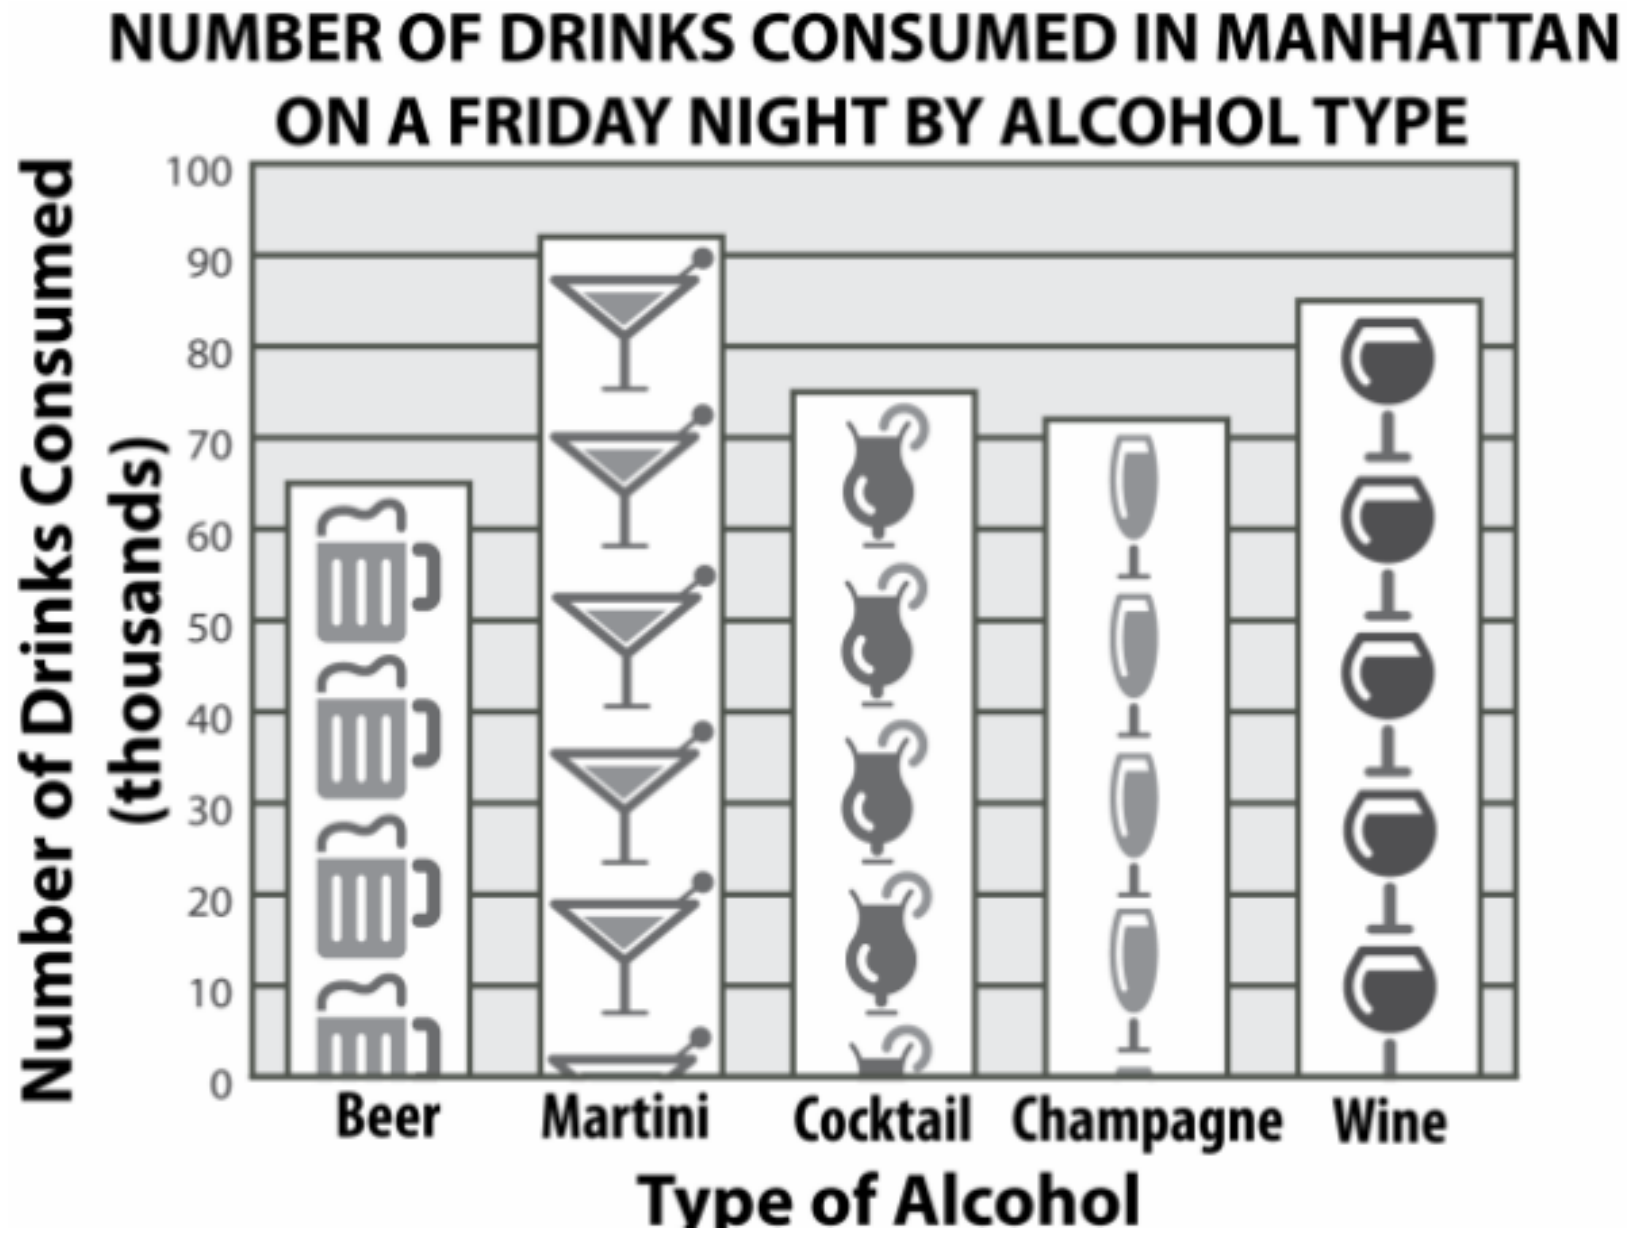 NUMBER OF DRINKS CONSUMED IN MANHATTAN
ON A FRIDAY NIGHT BY ALCOHOL TYPE
Number of Drinks Consumed
(thousands)
100
90
80
70
60
50
40
30
20
10
0
Beer Martini Cocktail Champagne Wine
Type of Alcohol